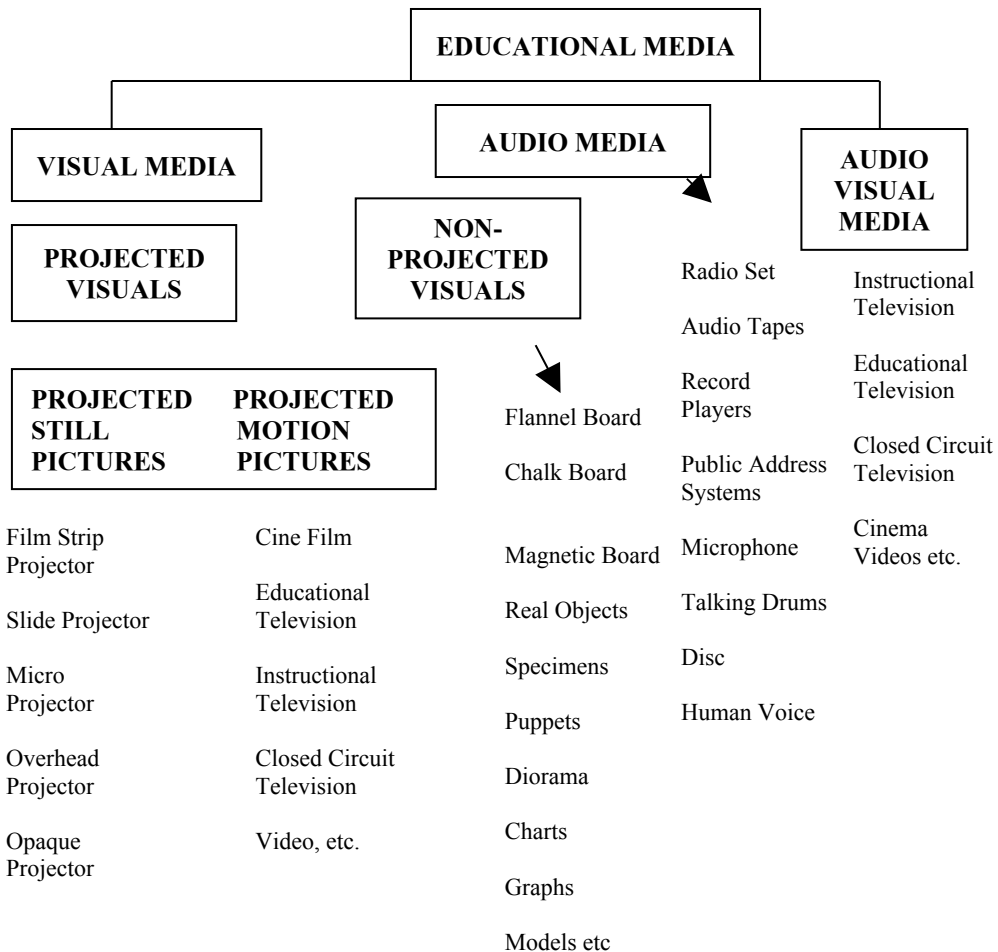 EDUCATIONAL MEDIA
VISUAL MEDIA
AUDIO MEDIA
AUDIO
VISUAL
MEDIA
PROJECTED
VISUALS
NON-
PROJECTED
VISUALS
PROJECTED
STILL
PICTURES
PROJECTED
MOTION
PICTURES
Film Strip
Projector
Slide Projector
Micro
Projector
Overhead
Projector
Opaque
Projector
Cine Film
Educational
Television
Instructional
Television
Closed Circuit
Television
Video, etc.
Flannel Board
Chalk Board
Magnetic Board
Real Objects
Specimens
Puppets
Diorama
Charts
Graphs
Models etc
Radio Set
Audio Tapes
Record
Players
Public Address
Systems
Microphone
Talking Drums
Disc
Human Voice
Instructional
Television
Educational
Television
Closed Circuit
Television
Cinema
Videos etc.